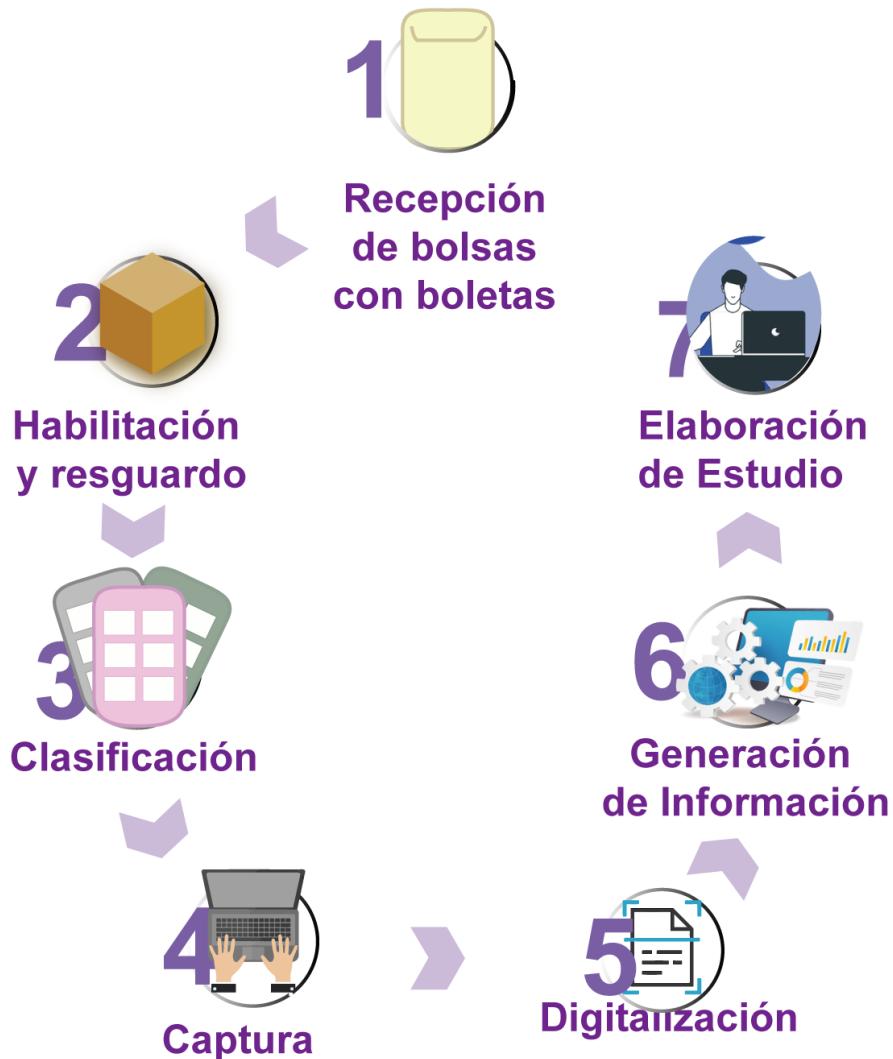 1
Recepción
de bolsas
con boletas
2
Habilitación
y resguardo
3
Clasificación
4
Captura
5
Digitalización
6
Generación
de Información
7
Elaboración
de Estudio